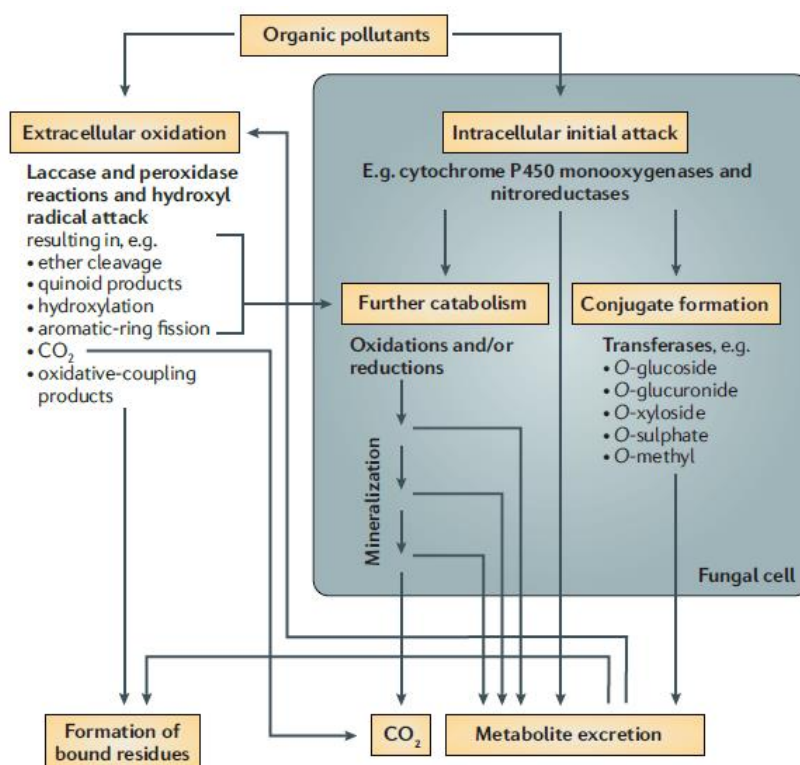 Organic pollutants
Extracellular oxidation
Laccase and peroxidase
reactions and hydroxyl
radical attack
resulting in, e.g.
• ether cleavage
• quinoid products
• hydroxylation
• aromatic-ring fission
• CO₂
• oxidative-coupling
products
Intracellular initial attack
E.g. cytochrome P450 monooxygenases and
nitroreductases
Further catabolism
Oxidations and/or
reductions
Mineralization
Conjugate formation
Transferases, e.g.
• O-glucoside
• O-glucuronide
• O-xyloside
• O-sulphate
• O-methyl
Fungal cell
Formation of
bound residues
CO₂
Metabolite excretion